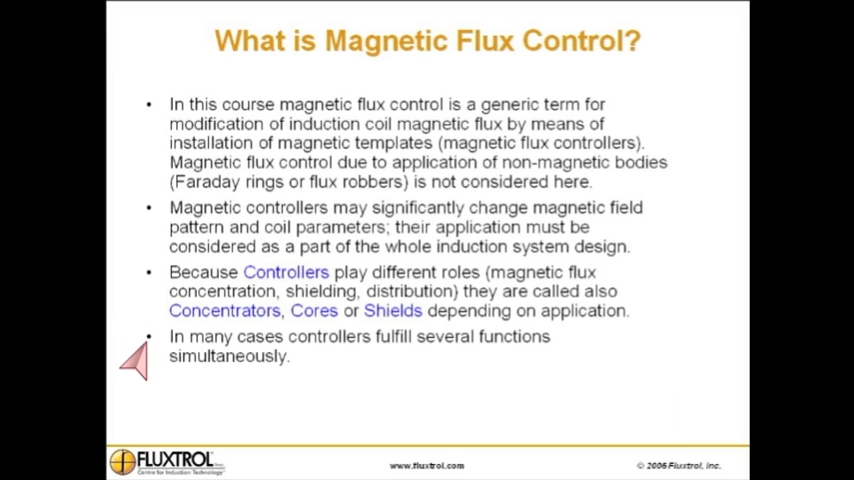 What is Magnetic Flux Control?
• In this course magnetic flux control is a generic term for
modification of induction coil magnetic flux by means of
installation of magnetic templates (magnetic flux controllers).
Magnetic flux control due to application of non-magnetic bodies
(Faraday rings or flux robbers) is not considered here.
• Magnetic controllers may significantly change magnetic field
pattern and coil parameters; their application must be
considered as a part of the whole induction system design.
• Because Controllers play different roles (magnetic flux
concentration, shielding, distribution) they are called also
Concentrators, Cores or Shields depending on application.
• In many cases controllers fulfill several functions
simultaneously.
FLUXTROL Inc.
Centre for Induction Technology
www.fluxtrol.com
© 2006 Fluxtrol, Inc.